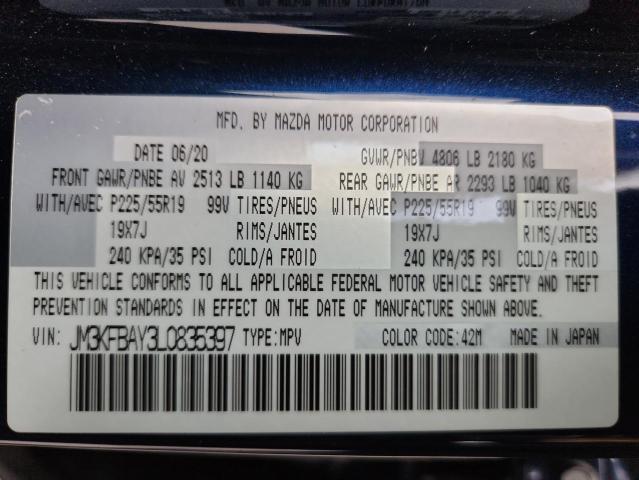 MFD. BY MAZDA MOTOR CORPORATION
MFD. BY MAZDA MOTOR CORPORATION
DATE 06/20 GVWR/PNBV 4806 LB 2180 KG
FRONT GAWR/PNBE AV 2513 LB 1140 KG REAR GAWR/PNBE AR 2293 LB 1040 KG
WITH/AVEC P225/55R19 99V TIRES/PNEUS WITH/AVEC P225/55R19 99V TIRES/PNEUS
19X7J RIMS/JANTES 19X7J RIMS/JANTES
240 KPA/35 PSI COLD/A FROID 240 KPA/35 PSI COLD/A FROID
THIS VEHICLE CONFORMS TO ALL APPLICABLE FEDERAL MOTOR VEHICLE SAFETY AND THEFT
PREVENTION STANDARDS IN EFFECT ON THE DATE OF MANUFACTURE SHOWN ABOVE.
VIN: JM3KFBAY3L0835397 TYPE:MPV COLOR CODE:42M MADE IN JAPAN